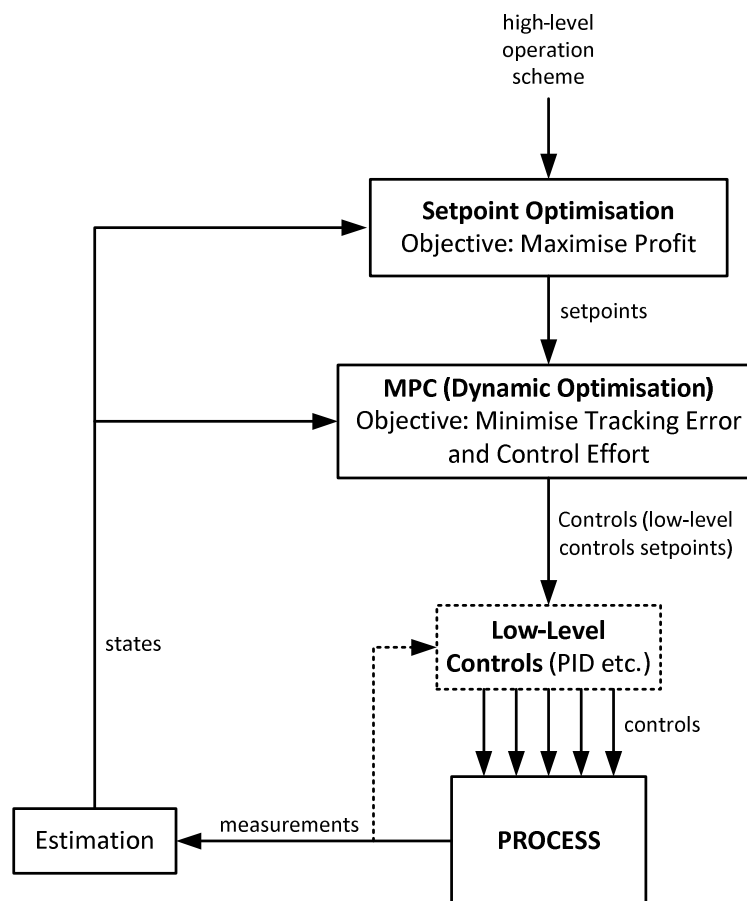 high-level
operation
scheme
Setpoint Optimisation
Objective: Maximise Profit
setpoints
MPC (Dynamic Optimisation)
Objective: Minimise Tracking Error
and Control Effort
Controls (low-level
controls setpoints)
Low-Level
Controls (PID etc.)
states
controls
measurements
Estimation
PROCESS